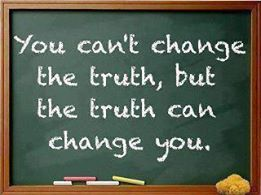 You can't change
the truth, but
the truth can
change you.